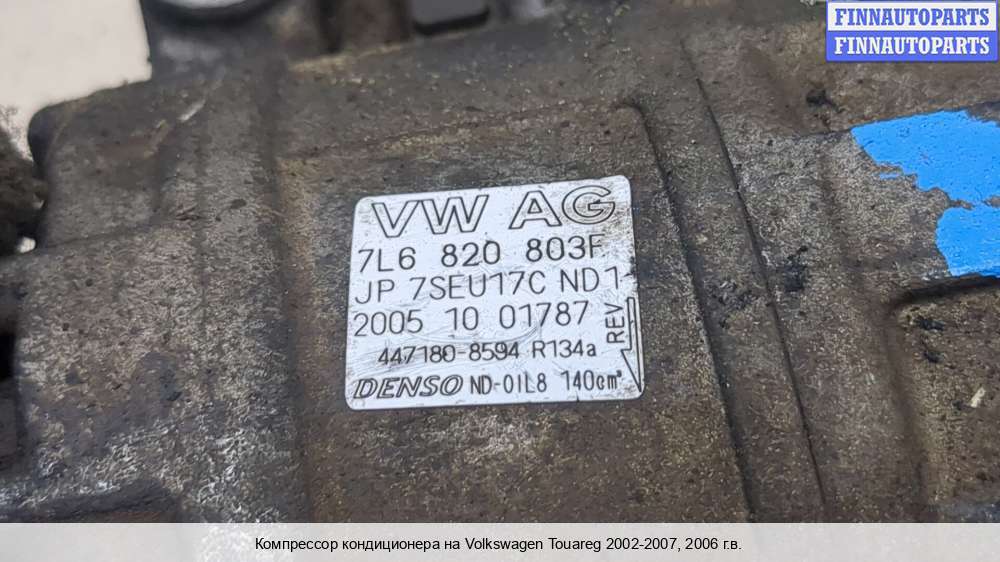 FINNAUTOPARTS
FINNAUTOPARTS
VW AG
7L6 820 803F
JP 7SEU17C ND1
2005 10 01787
REV
447180-8594 R134a
DENSO ND-OIL8 140cm³
Компрессор кондиционера на Volkswagen Touareg 2002-2007, 2006 г.в.